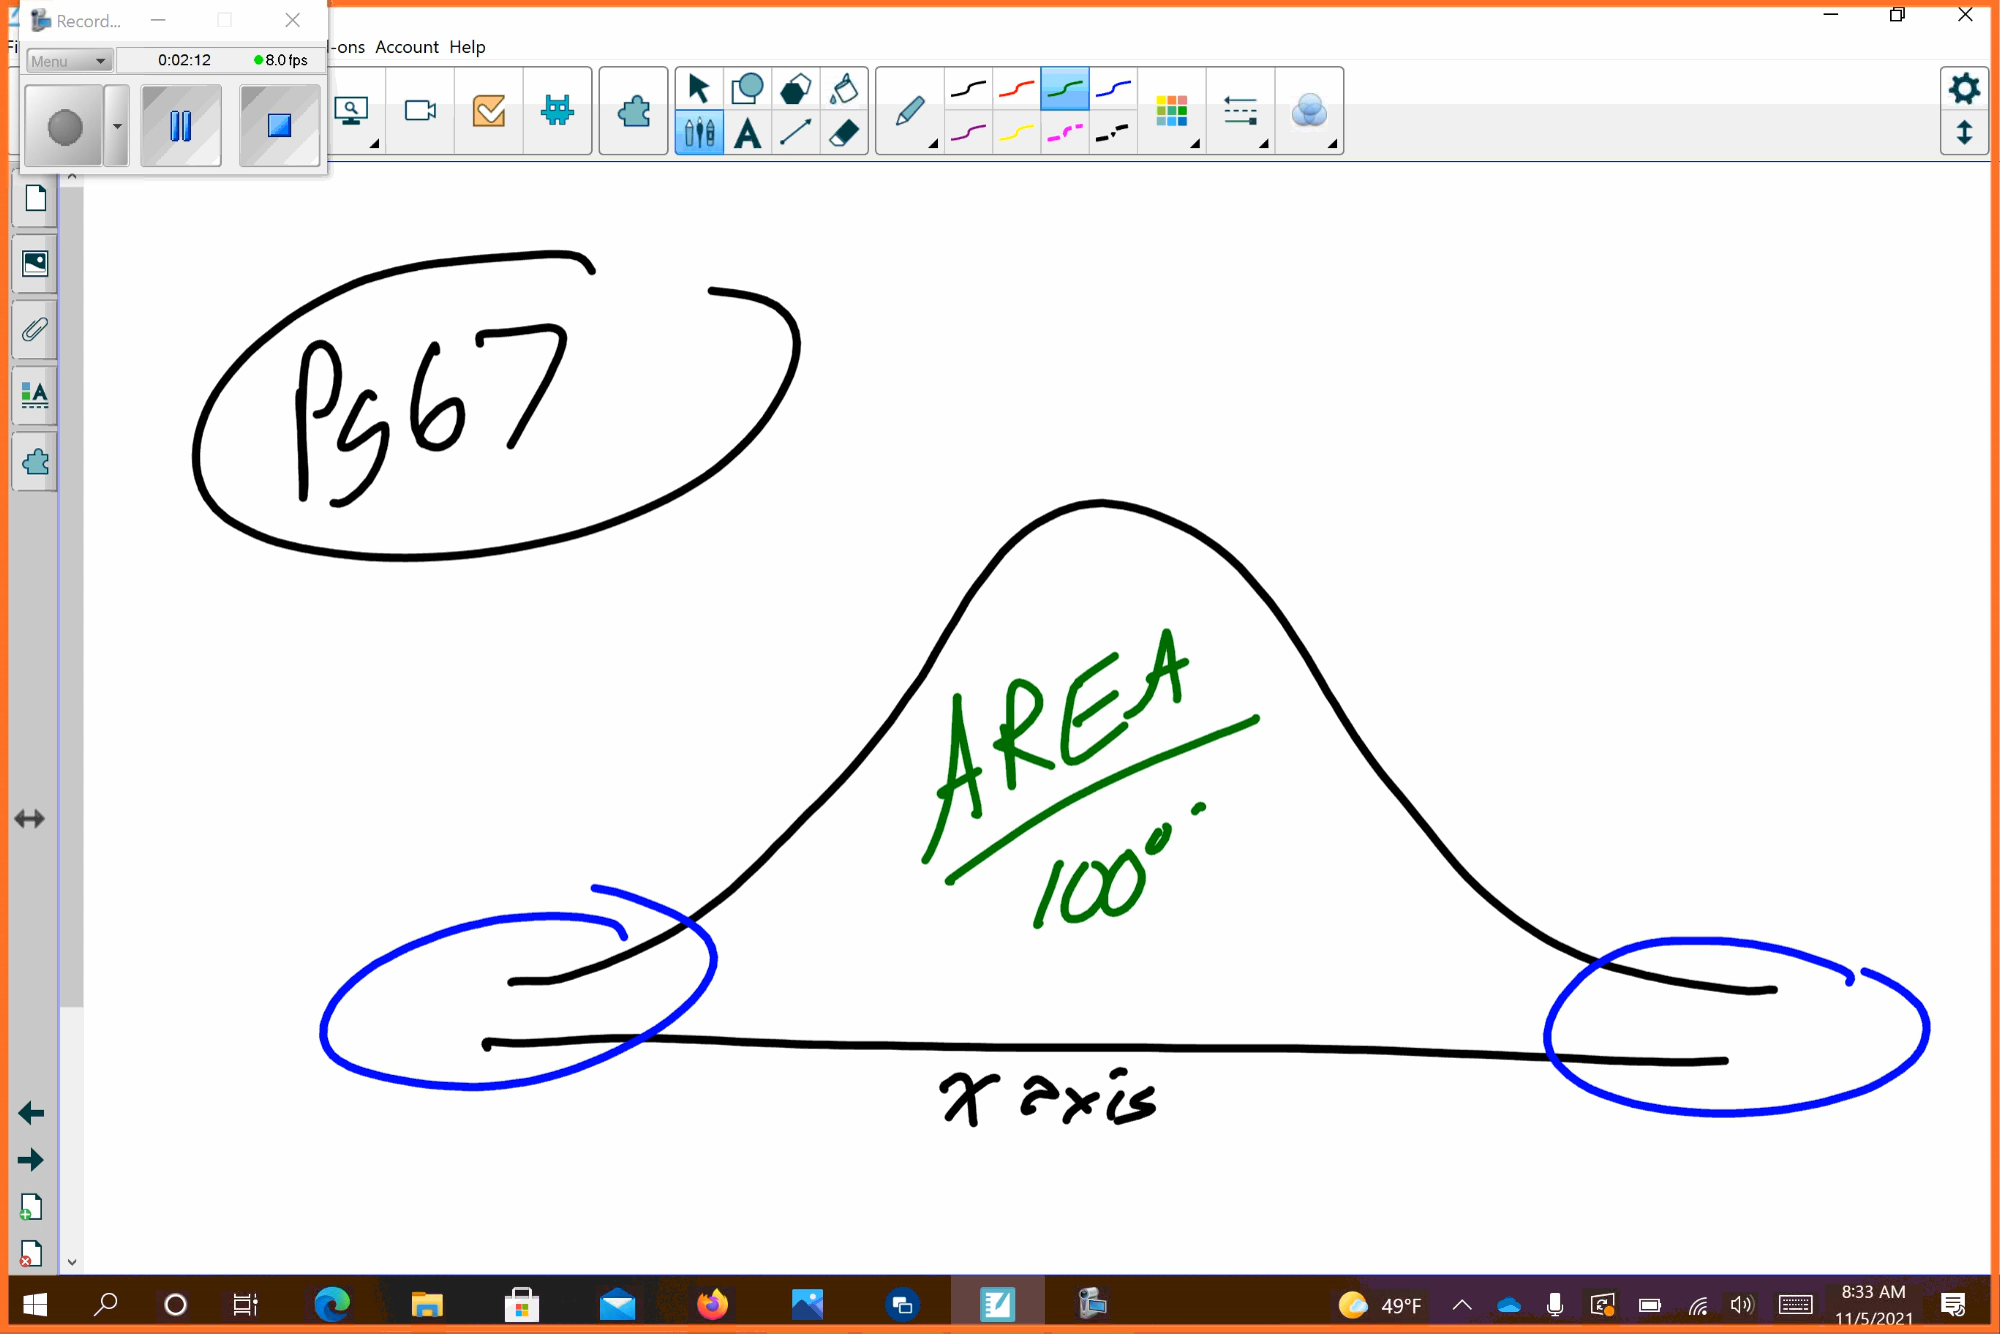 Record...
Menu 0:02:12 8.0 fps
-ons Account Help
Pg 67
AREA
100%
x axis
49°F
8:33 AM
11/5/2021